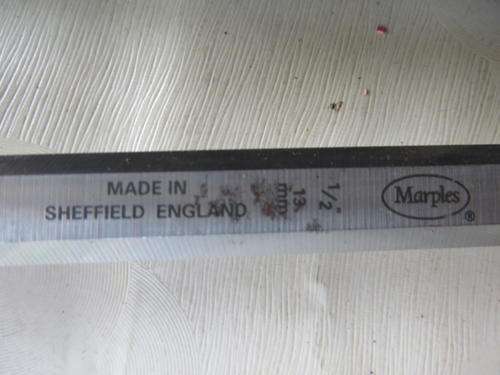 MADE IN
SHEFFIELD ENGLAND
1/2"
13
mm
Marples
®